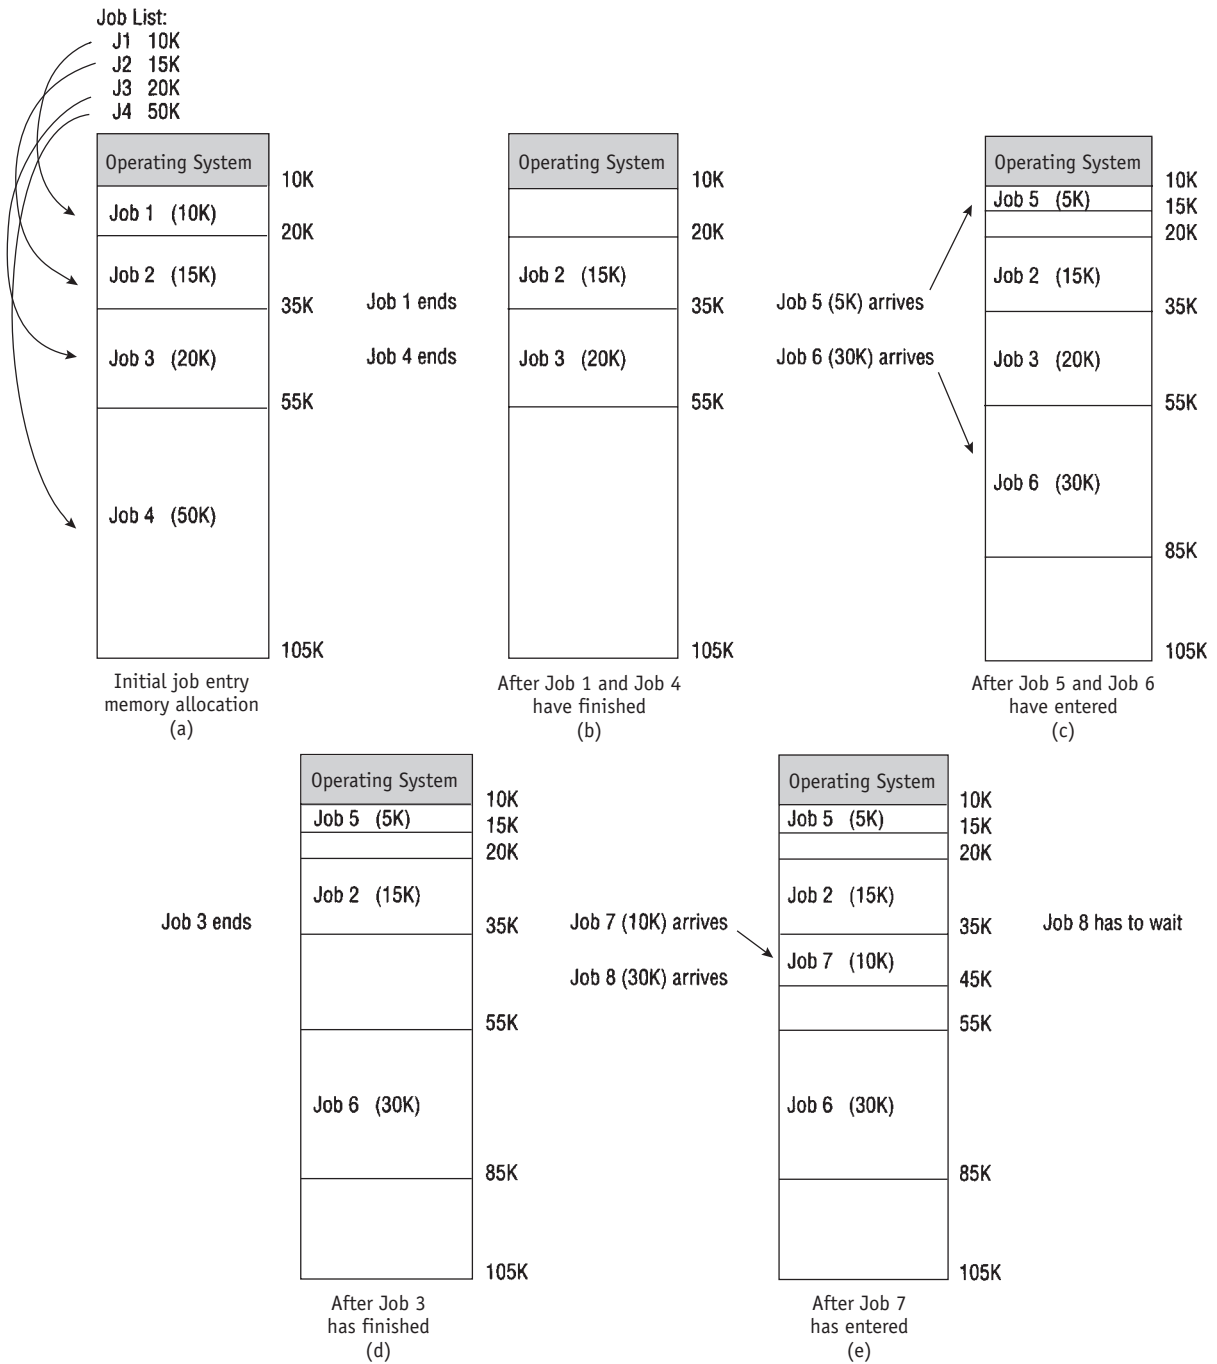 Job List:
J1 10K
J2 15K
J3 20K
J4 50K
Operating System
10K
Job 1 (10K)
20K
Job 2 (15K)
35K
Job 3 (20K)
55K
Job 4 (50K)
105K
Initial job entry
memory allocation
(a)
Job 1 ends
Job 4 ends
Operating System
10K
20K
Job 2 (15K)
35K
Job 3 (20K)
55K
105K
After Job 1 and Job 4
have finished
(b)
Job 5 (5K) arrives
Job 6 (30K) arrives
Operating System
10K
Job 5 (5K)
15K
20K
Job 2 (15K)
35K
Job 3 (20K)
55K
Job 6 (30K)
85K
105K
After Job 5 and Job 6
have entered
(c)
Job 3 ends
Operating System
10K
Job 5 (5K)
15K
20K
Job 2 (15K)
35K
55K
Job 6 (30K)
85K
105K
After Job 3
has finished
(d)
Job 7 (10K) arrives
Job 8 (30K) arrives
Operating System
10K
Job 5 (5K)
15K
20K
Job 2 (15K)
35K
Job 7 (10K)
45K
55K
Job 6 (30K)
85K
105K
Job 8 has to wait
After Job 7
has entered
(e)